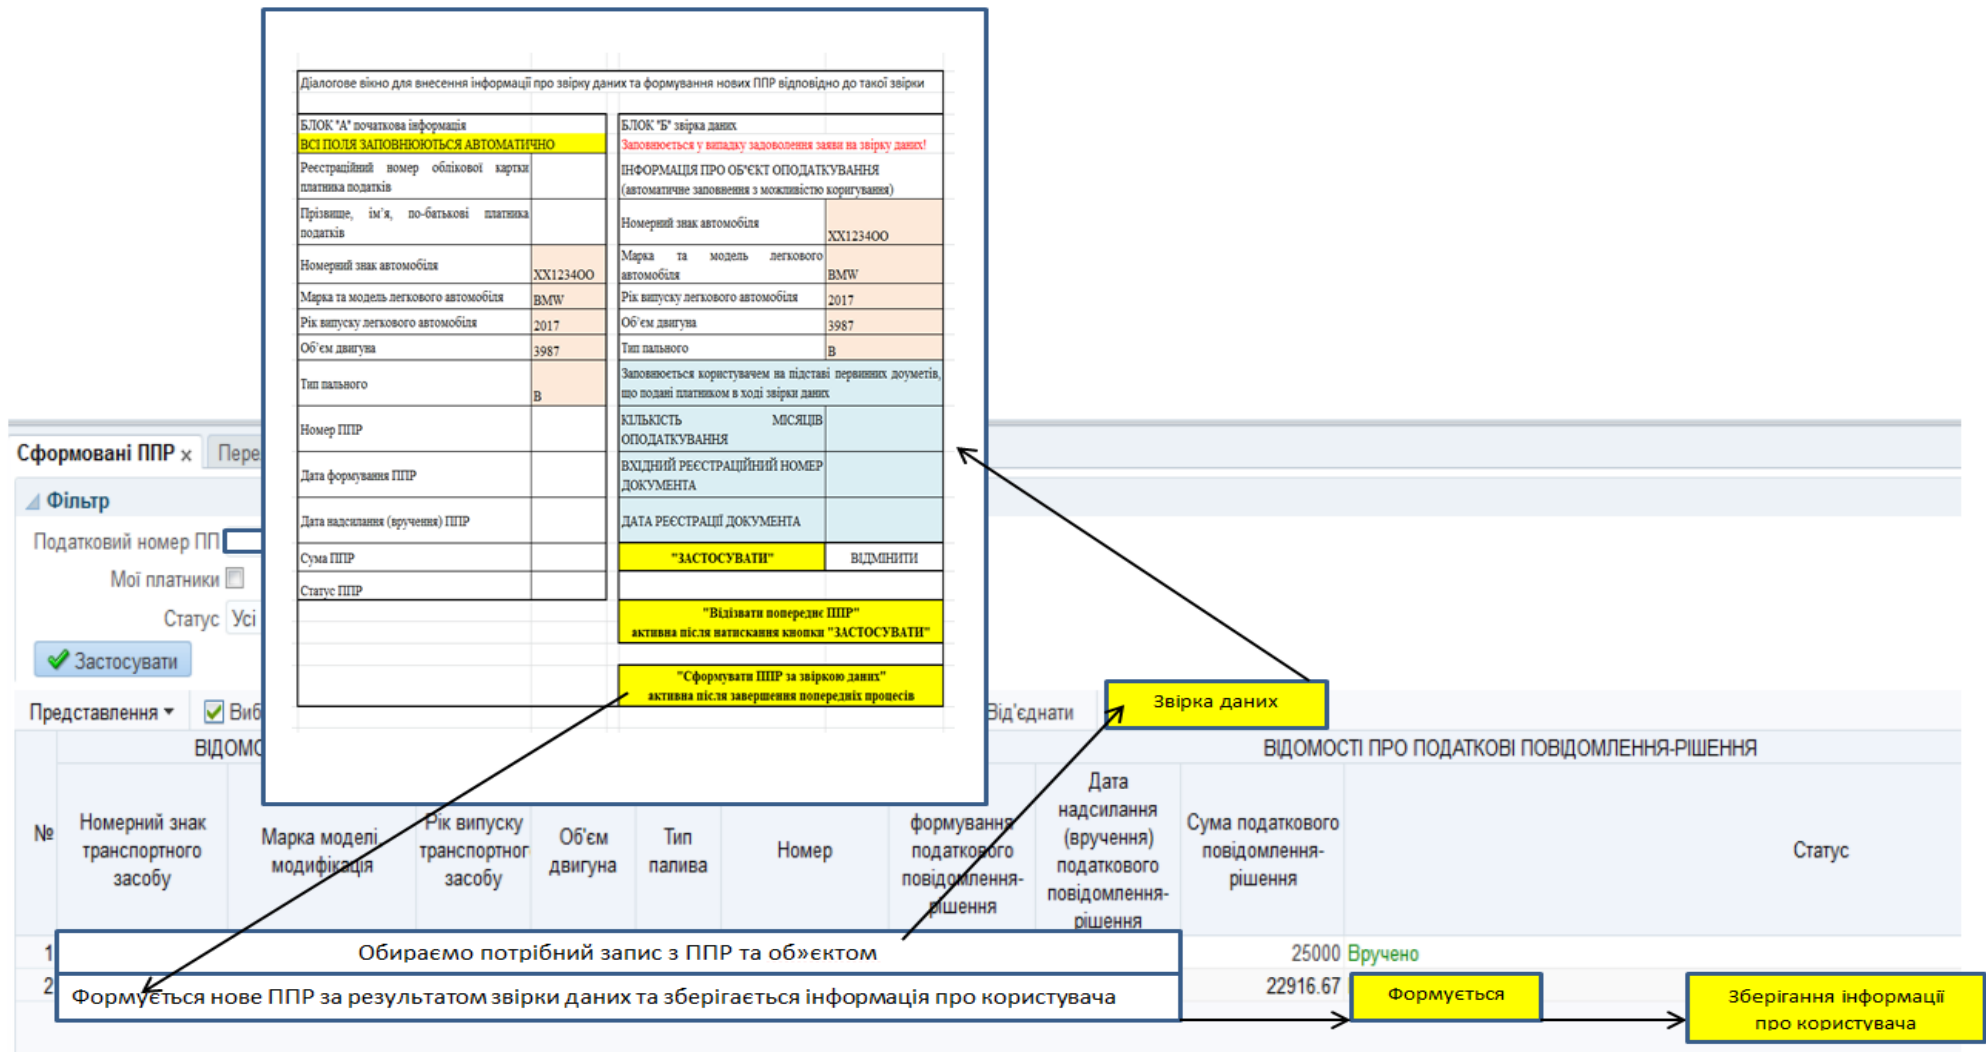 Діалогове вікно для внесення інформації про звірку даних та формування нових ППР відповідно до такої звірки
БЛОК "А" початкова інформація
ВСІ ПОЛЯ ЗАПОВНЮЮТЬСЯ АВТОМАТИЧНО
Реєстраційний номер облікової картки
платника податків
Прізвище, ім'я, по-батькові платника
податків
Номерний знак автомобіля
XX1234OO
Марка та модель легкового автомобіля
BMW
Рік випуску легкового автомобіля
2017
Об'єм двигуна
3987
Тип пального
B
Номер ППР
Дата формування ППР
Дата надсилання (вручення) ППР
Сума ППР
Статус ППР
БЛОК "Б" звірка даних
Заповнюється у випадку задоволення заяви на звірку даних!
ІНФОРМАЦІЯ ПРО ОБ'ЄКТ ОПОДАТКУВАННЯ
(автоматичне заповнення з можливістю коригування)
Номерний знак автомобіля
XX1234OO
Марка та модель легкового
автомобіля
BMW
Рік випуску легкового автомобіля
2017
Об'єм двигуна
3987
Тип пального
B
Заповнюється користувачем на підставі первинних доуметів,
що подані платником в ході звірки даних
КІЛЬКІСТЬ МІСЯЦІВ
ОПОДАТКУВАННЯ
ВХІДНИЙ РЕЄСТРАЦІЙНИЙ НОМЕР
ДОКУМЕНТА
ДАТА РЕЄСТРАЦІЇ ДОКУМЕНТА
"ЗАСТОСУВАТИ"
ВІДМІНИТИ
"Відізвати попереднє ППР"
активна після натискання кнопки "ЗАСТОСУВАТИ"
"Сформувати ППР за звіркою даних"
активна після завершення попередніх процесів
Сформовані ППР x
Фільтр
Податковий номер ПП
Мої платники
Статус Усі
Застосувати
Представлення
Від'єднати
Звірка даних
ВІДОМОСТІ ПРО ПОДАТКОВІ ПОВІДОМЛЕННЯ-РІШЕННЯ
№
Номерний знак
транспортного
засобу
Марка моделі,
модифікація
Рік випуску
транспортног
засобу
Об'єм
двигуна
Тип
палива
Номер
формування
податкового
повідомлення-
рішення
Дата
надсилання
(вручення)
податкового
повідомлення-
рішення
Сума податкового
повідомлення-
рішення
Статус
1
Обираємо потрібний запис з ППР та об»єктом
25000 Вручено
2
Формується нове ППР за результатом звірки даних та зберігається інформація про користувача
22916.67
Формується
Зберігання інформації
про користувача